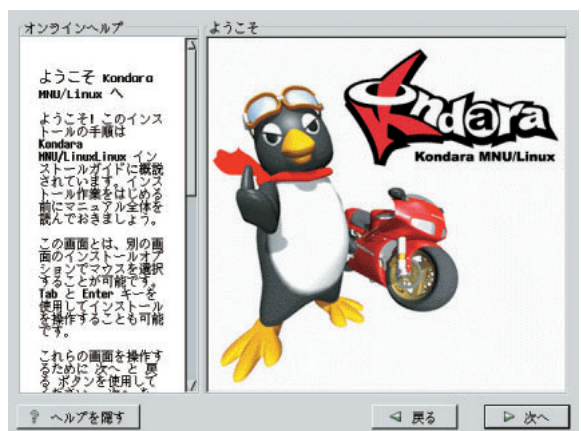 オンラインヘルプ
ようこそ
ようこそ Kondara
MNU/Linux へ
ようこそ! このインス
トールの手順は
Kondara
MNU/LinuxLinux イン
ストールガイドに概説
されています。インス
トール作業をはじめる
前にマニュアル全体を
読んでおきましょう。
この画面とは、別の画
面のインストールオプ
ションでマウスを選択
することが可能です。
Tab と Enter キーを
使用してインストール
を操作することも可能
です。
これらの画面を操作す
るために 次へ と 戻
る ボタンを使用して
Kondara
Kondara MNU/Linux
ヘルプを隠す
戻る
次へ